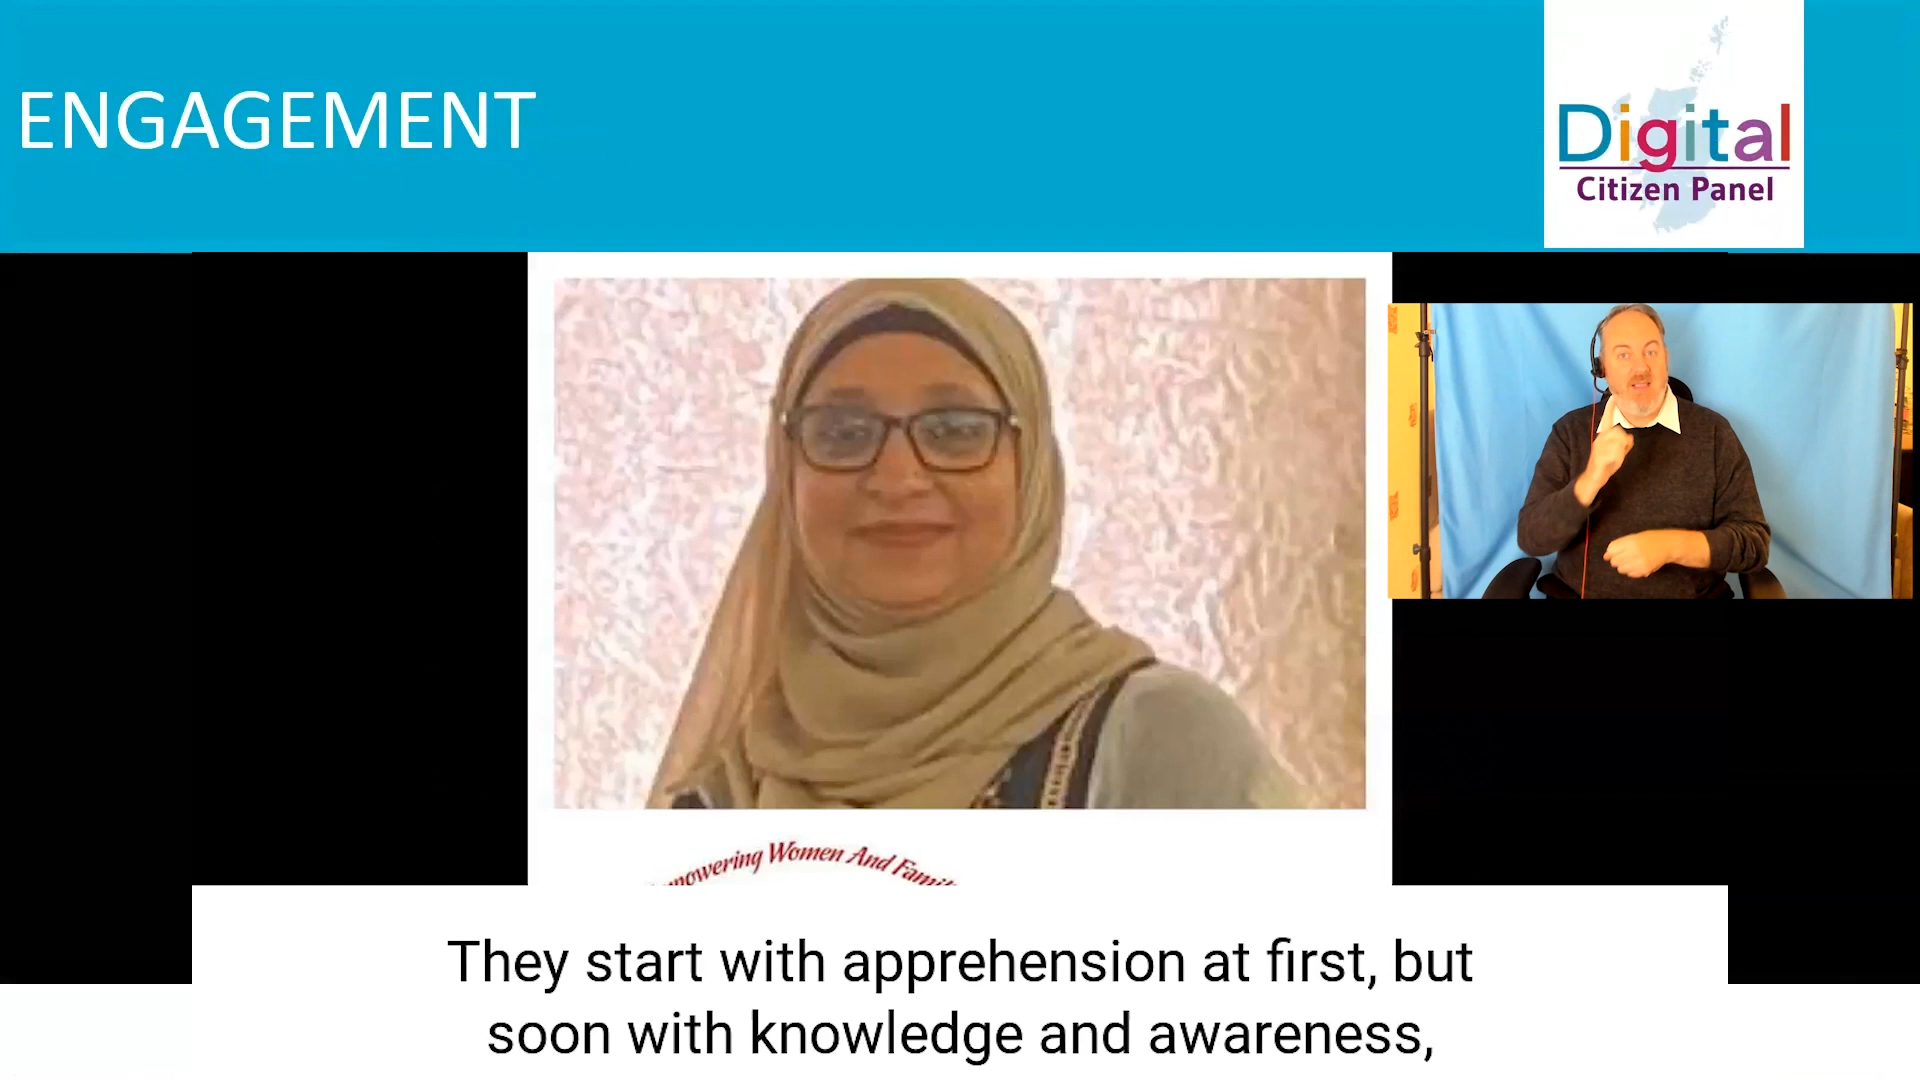 ENGAGEMENT
Digital
Citizen Panel
Women And
They start with apprehension at first, but
soon with knowledge and awareness,